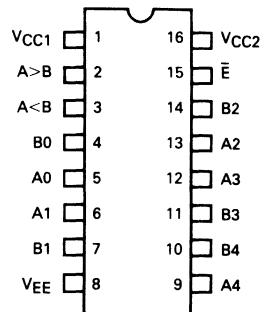 VCC1 1 16 VCC2
A>B 2 15 E̅
A<B 3 14 B2
B0 4 13 A2
A0 5 12 A3
A1 6 11 B3
B1 7 10 B4
VEE 8 9 A4